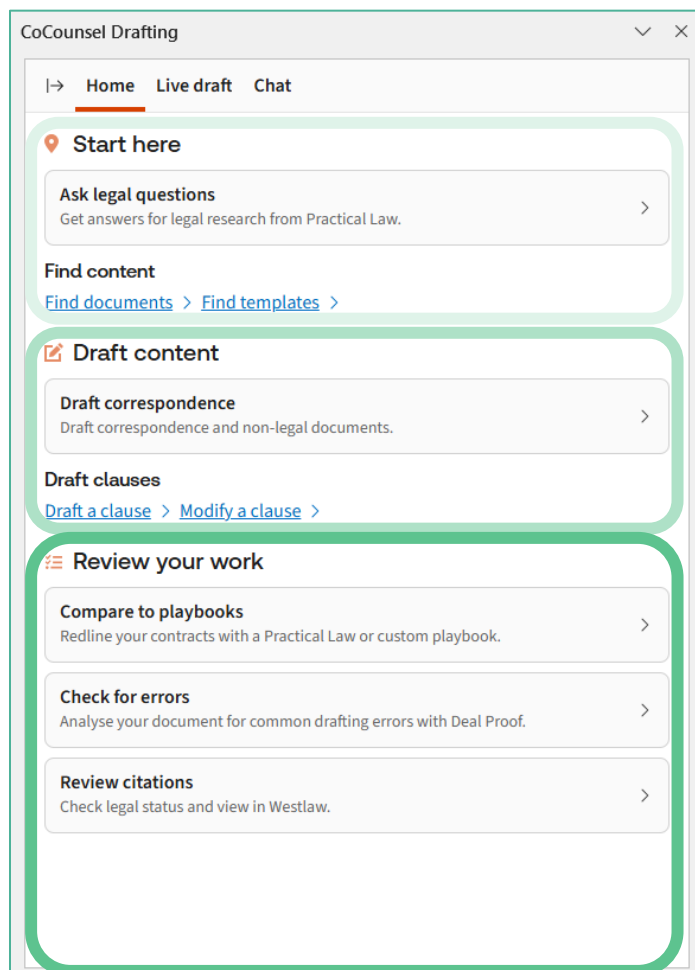 CoCounsel Drafting
Home Live draft Chat
Start here
Ask legal questions
Get answers for legal research from Practical Law.
Find content
Find documents > Find templates >
Draft content
Draft correspondence
Draft correspondence and non-legal documents.
Draft clauses
Draft a clause > Modify a clause >
Review your work
Compare to playbooks
Redline your contracts with a Practical Law or custom playbook.
Check for errors
Analyse your document for common drafting errors with Deal Proof.
Review citations
Check legal status and view in Westlaw.